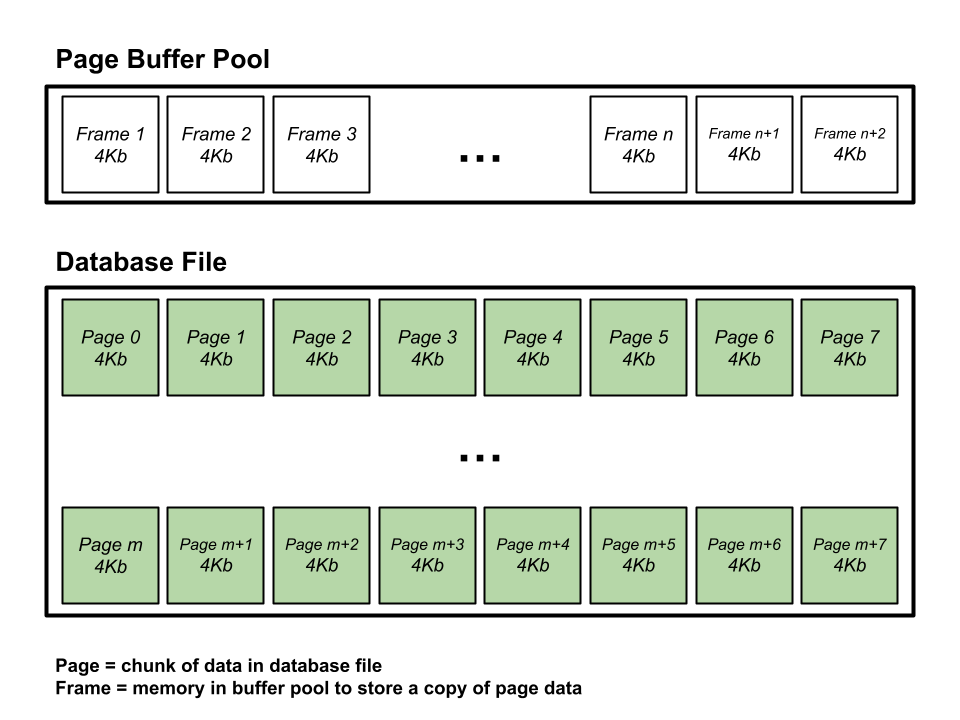 Page Buffer Pool
Frame 1
4Kb
Frame 2
4Kb
Frame 3
4Kb
...
Frame n
4Kb
Frame n+1
4Kb
Frame n+2
4Kb
Database File
Page 0
4Kb
Page 1
4Kb
Page 2
4Kb
Page 3
4Kb
Page 4
4Kb
Page 5
4Kb
Page 6
4Kb
Page 7
4Kb
...
Page m
4Kb
Page m+1
4Kb
Page m+2
4Kb
Page m+3
4Kb
Page m+4
4Kb
Page m+5
4Kb
Page m+6
4Kb
Page m+7
4Kb
Page = chunk of data in database file
Frame = memory in buffer pool to store a copy of page data